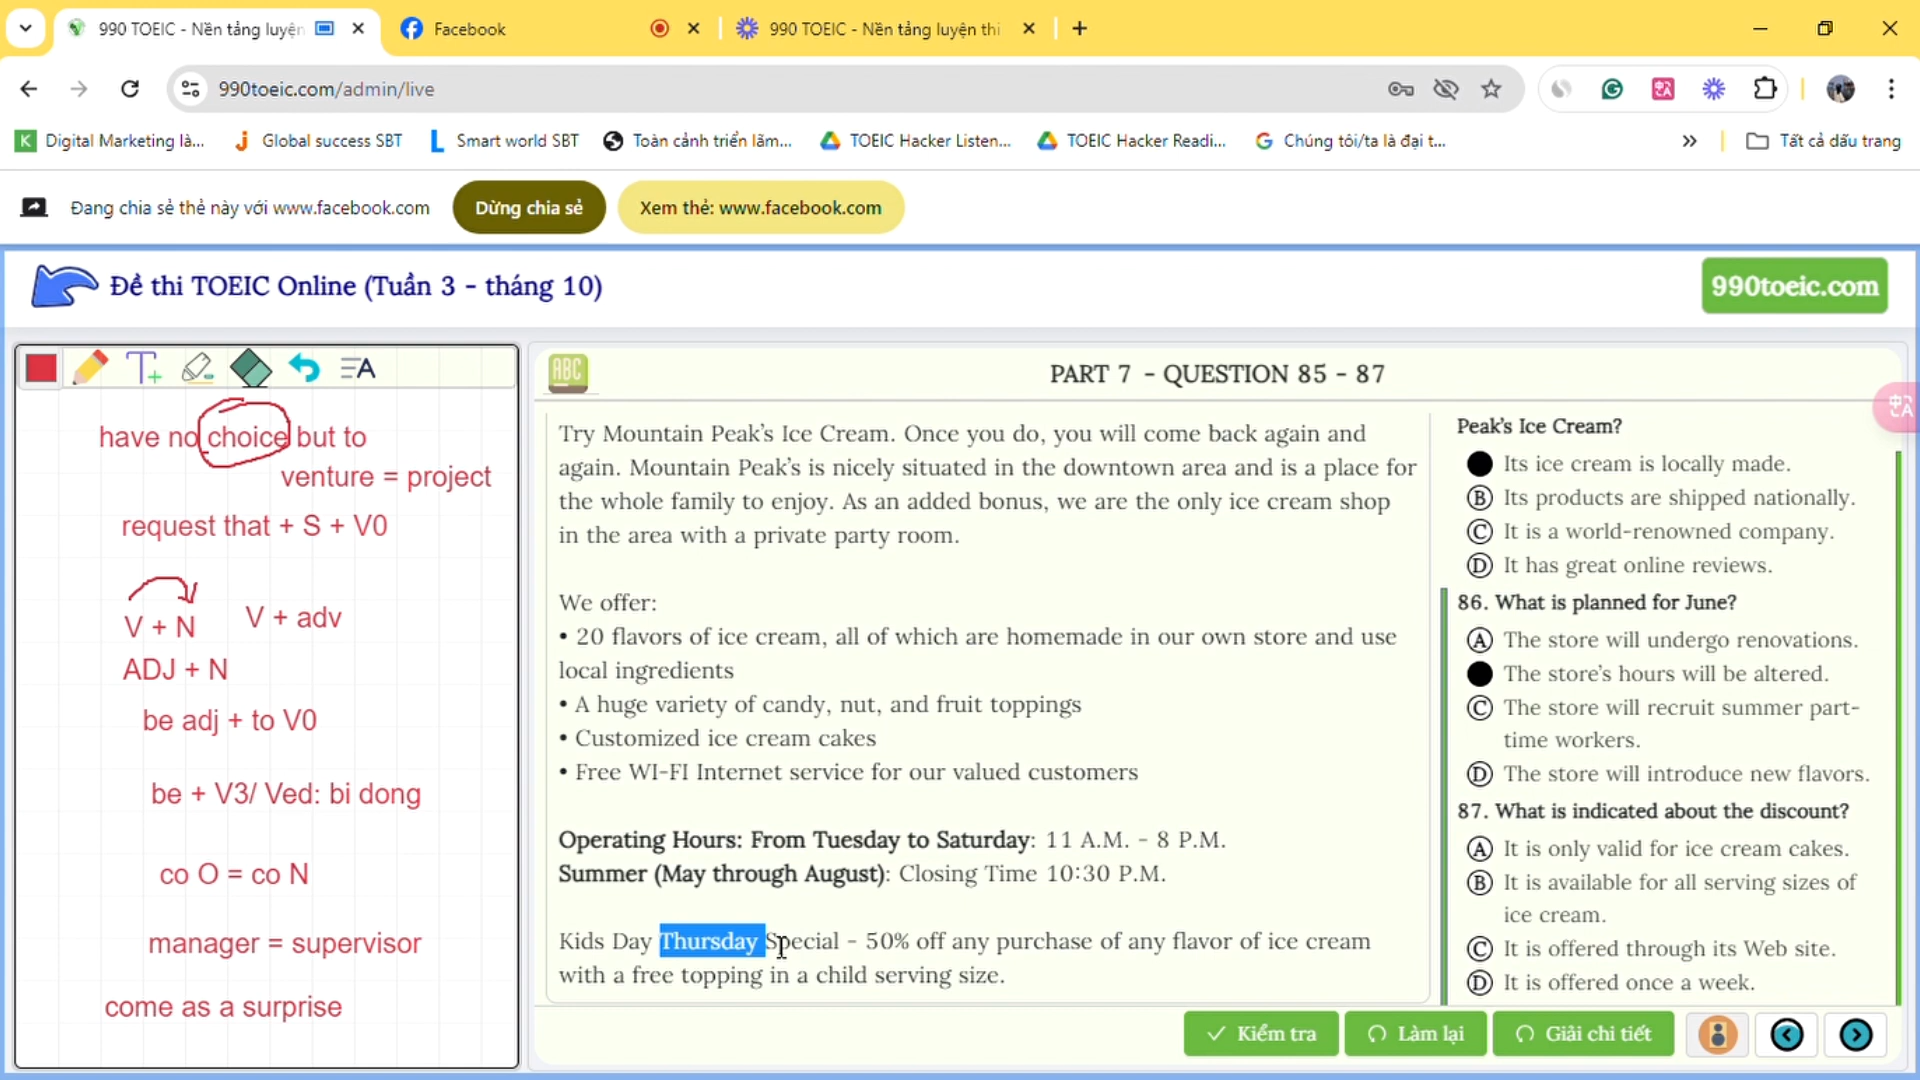 990 TOEIC - Nền tảng luyện
Facebook
990 TOEIC - Nền tảng luyện thi
990toeic.com/admin/live
Digital Marketing là...
Global success SBT
Smart world SBT
Toàn cảnh triển lãm...
TOEIC Hacker Listen...
TOEIC Hacker Readi...
Chúng tôi/ta là đại t...
Tất cả dấu trang
Đang chia sẻ thẻ này với www.facebook.com
Dừng chia sẻ
Xem thẻ: www.facebook.com
Đề thi TOEIC Online (Tuần 3 - tháng 10)
990toeic.com
have no choice but to
venture = project
request that + S + V0
V + N
V + adv
ADJ + N
be adj + to V0
be + V3/ Ved: bi dong
co O = co N
manager = supervisor
come as a surprise
ABC
PART 7 - QUESTION 85 - 87
Try Mountain Peak's Ice Cream. Once you do, you will come back again and
again. Mountain Peak's is nicely situated in the downtown area and is a place for
the whole family to enjoy. As an added bonus, we are the only ice cream shop
in the area with a private party room.
We offer:
• 20 flavors of ice cream, all of which are homemade in our own store and use
local ingredients
• A huge variety of candy, nut, and fruit toppings
• Customized ice cream cakes
• Free WI-FI Internet service for our valued customers
Operating Hours: From Tuesday to Saturday: 11 A.M. - 8 P.M.
Summer (May through August): Closing Time 10:30 P.M.
Kids Day Thursday Special - 50% off any purchase of any flavor of ice cream
with a free topping in a child serving size.
Peak's Ice Cream?
Its ice cream is locally made.
B Its products are shipped nationally.
C It is a world-renowned company.
D It has great online reviews.
86. What is planned for June?
A The store will undergo renovations.
The store's hours will be altered.
C The store will recruit summer part-
time workers.
D The store will introduce new flavors.
87. What is indicated about the discount?
A It is only valid for ice cream cakes.
B It is available for all serving sizes of
ice cream.
C It is offered through its Web site.
D It is offered once a week.
Kiểm tra
Làm lại
Giải chi tiết